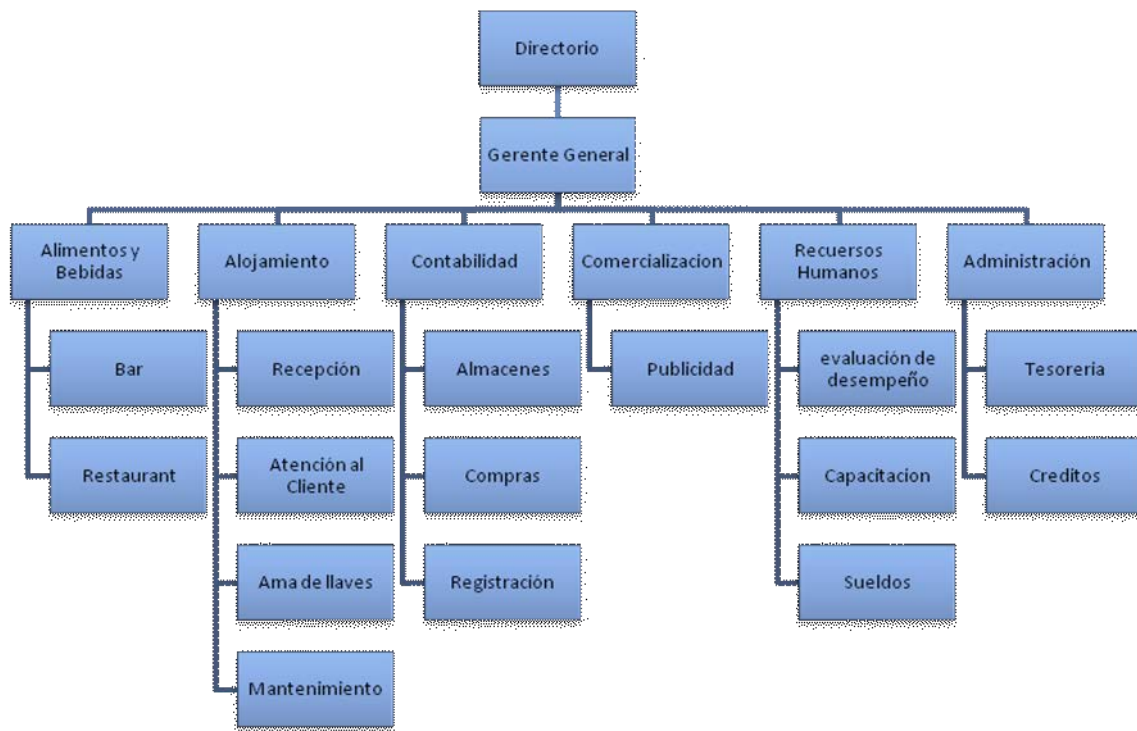 Directorio
Gerente General
Alimentos y
Bebidas
Alojamiento
Contabilidad
Comercializacion
Recuersos
Humanos
Administración
Bar
Recepción
Almacenes
Publicidad
evaluación de
desempeño
Tesoreria
Restaurant
Atención al
Cliente
Compras
Capacitacion
Creditos
Ama de llaves
Registración
Sueldos
Mantenimiento